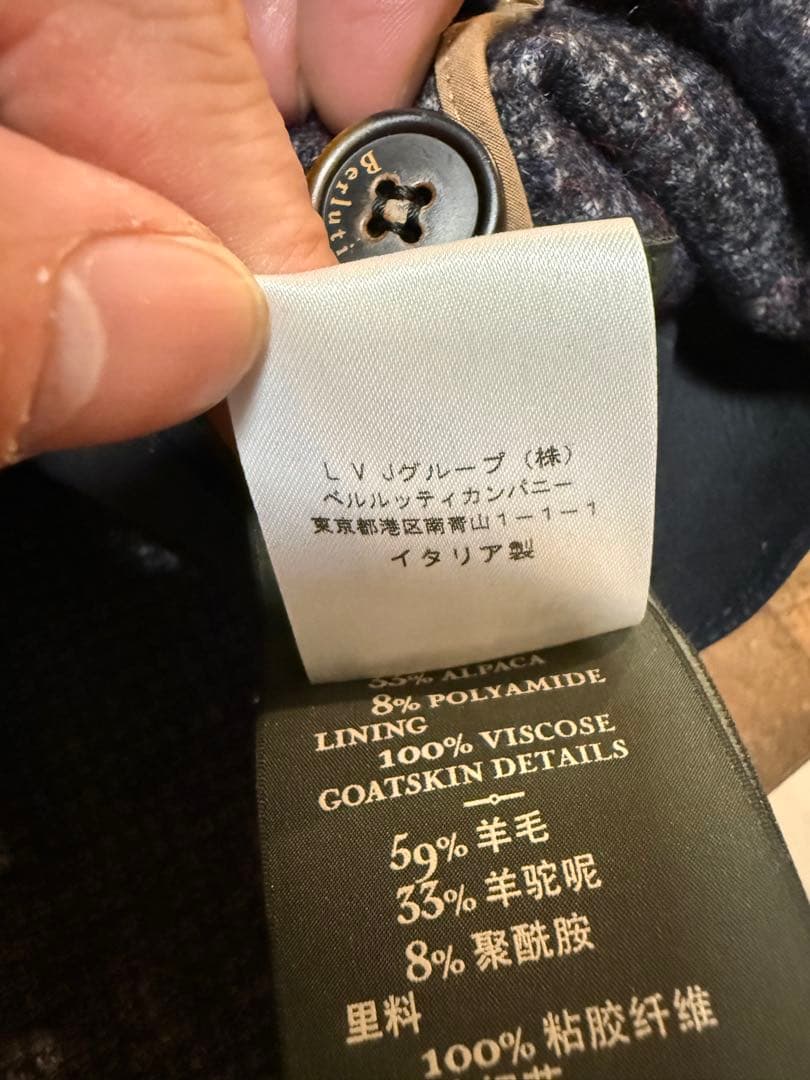 Berluti
LVJグループ（株）
ベルルッティカンパニー
東京都港区南青山1-1-1
イタリア製
33% ALPACA
8% POLYAMIDE
LINING
100% VISCOSE
GOATSKIN DETAILS
59% 羊毛
33% 羊驼呢
8% 聚酰胺
里料
100% 粘胶纤维